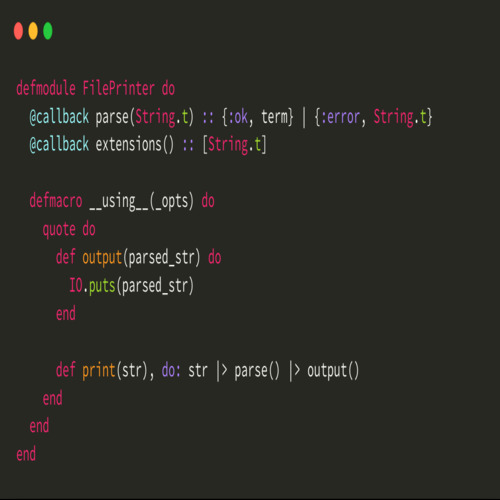 defmodule FilePrinter do
  @callback parse(String.t) :: {:ok, term} | {:error, String.t}
  @callback extensions() :: [String.t]

  defmacro __using__(_opts) do
    quote do
      def output(parsed_str) do
        IO.puts(parsed_str)
      end

      def print(str), do: str |> parse() |> output()
    end
  end
end